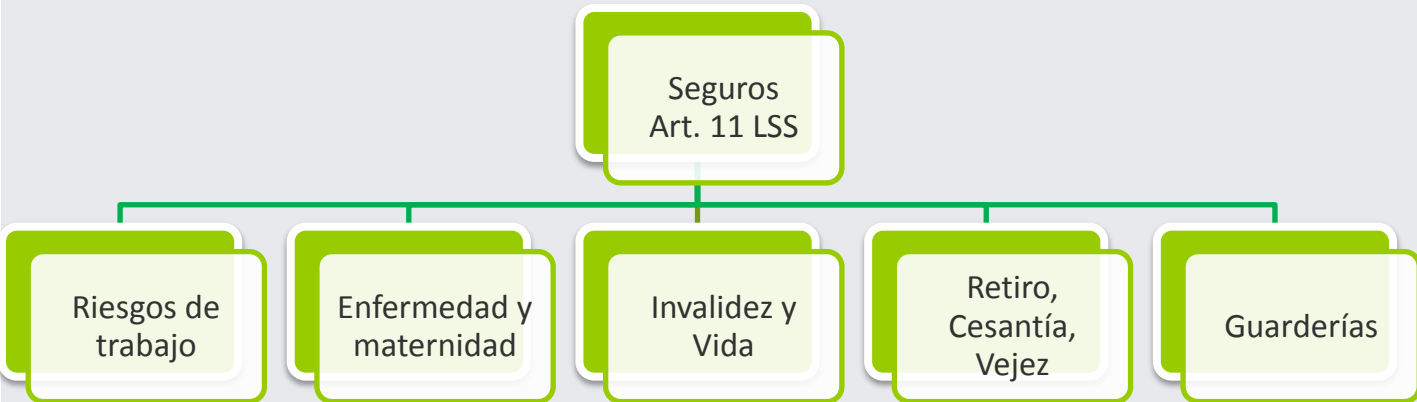 Seguros
Art. 11 LSS
Riesgos de
trabajo
Enfermedad y
maternidad
Invalidez y
Vida
Retiro,
Cesantía,
Vejez
Guarderías